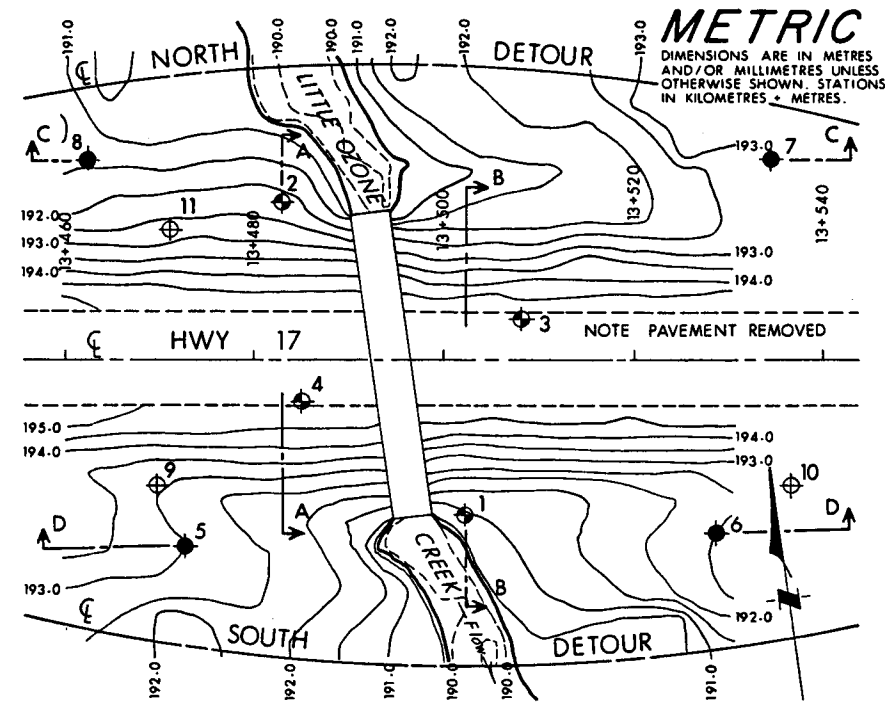 METRIC
DIMENSIONS ARE IN METRES
AND/OR MILLIMETRES UNLESS
OTHERWISE SHOWN. STATIONS
IN KILOMETRES + METRES.
191.0
190.0
190.0
191.0
192.0
192.0
193.0
NORTH
DETOUR
℄
LITTLE OZONE
C
8
A
B
7
C
193.0
2
11
192.0
193.0
194.0
13+460
13+480
13+500
13+520
13+540
193.0
194.0
3
℄ HWY 17
NOTE PAVEMENT REMOVED
4
195.0
194.0
194.0
193.0
9
10
1
D
5
A
6
D
CREEK
B
193.0
192.0
℄
FLOW
SOUTH
DETOUR
192.0
192.0
191.0
190.0
190.0
191.0